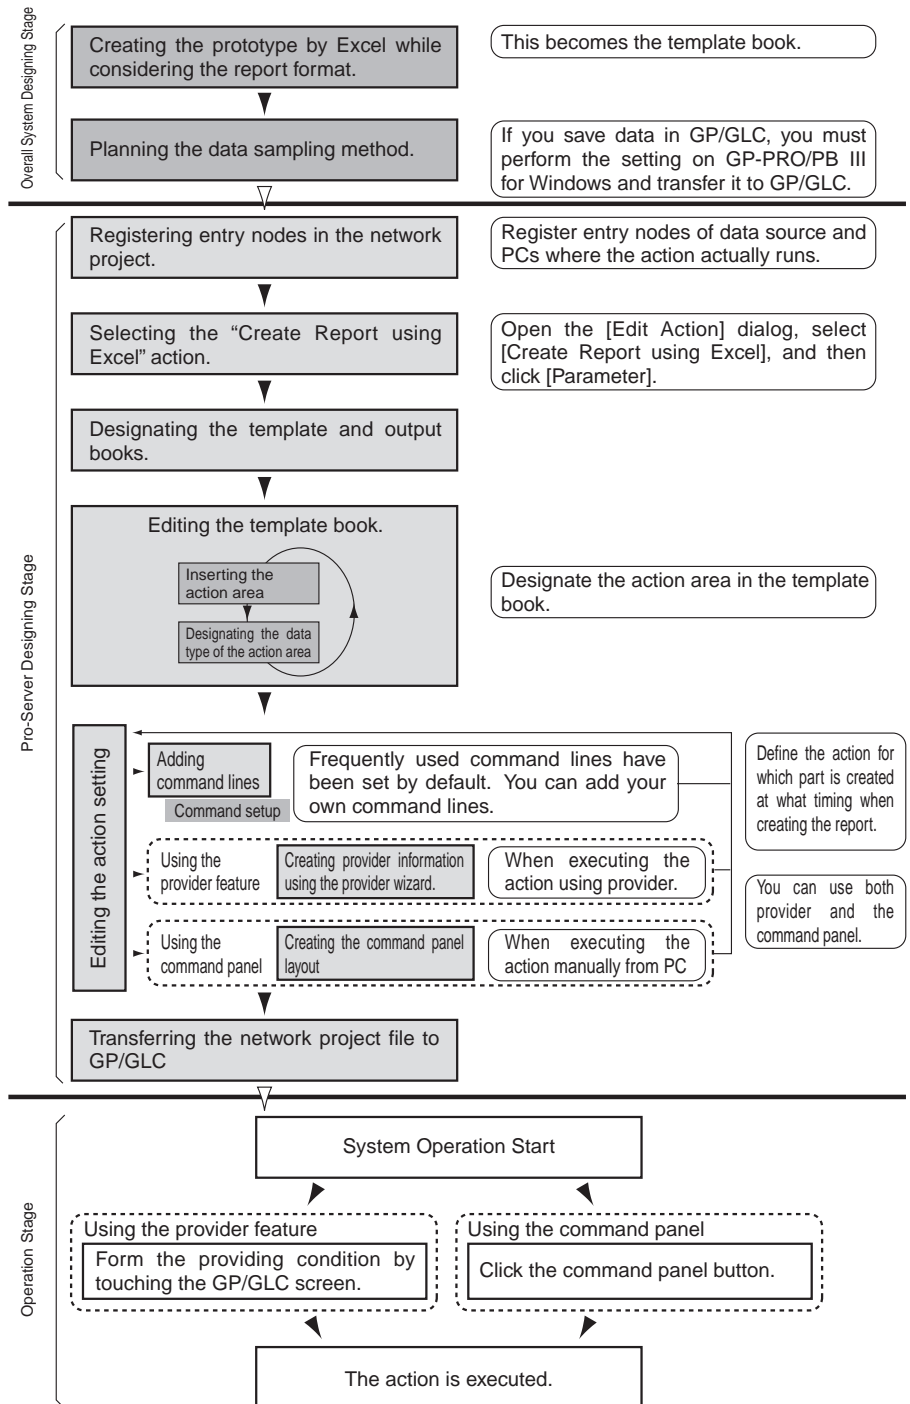 Overall System Designing Stage
Creating the prototype by Excel while
considering the report format.
This becomes the template book.
Planning the data sampling method.
If you save data in GP/GLC, you must
perform the setting on GP-PRO/PB III
for Windows and transfer it to GP/GLC.
Pro-Server Designing Stage
Registering entry nodes in the network
project.
Register entry nodes of data source and
PCs where the action actually runs.
Selecting the “Create Report using
Excel” action.
Open the [Edit Action] dialog, select
[Create Report using Excel], and then
click [Parameter].
Designating the template and output
books.
Editing the template book.
Inserting the
action area
Designating the data
type of the action area
Designate the action area in the template
book.
Editing the action setting
Adding
command lines
Command setup
Frequently used command lines have
been set by default. You can add your
own command lines.
Define the action for
which part is created
at what timing when
creating the report.
Using the
provider feature
Creating provider information
using the provider wizard.
When executing the
action using provider.
You can use both
provider and the
command panel.
Using the
command panel
Creating the command panel
layout
When executing the
action manually from PC
Transferring the network project file to
GP/GLC
Operation Stage
System Operation Start
Using the provider feature
Form the providing condition by
touching the GP/GLC screen.
Using the command panel
Click the command panel button.
The action is executed.